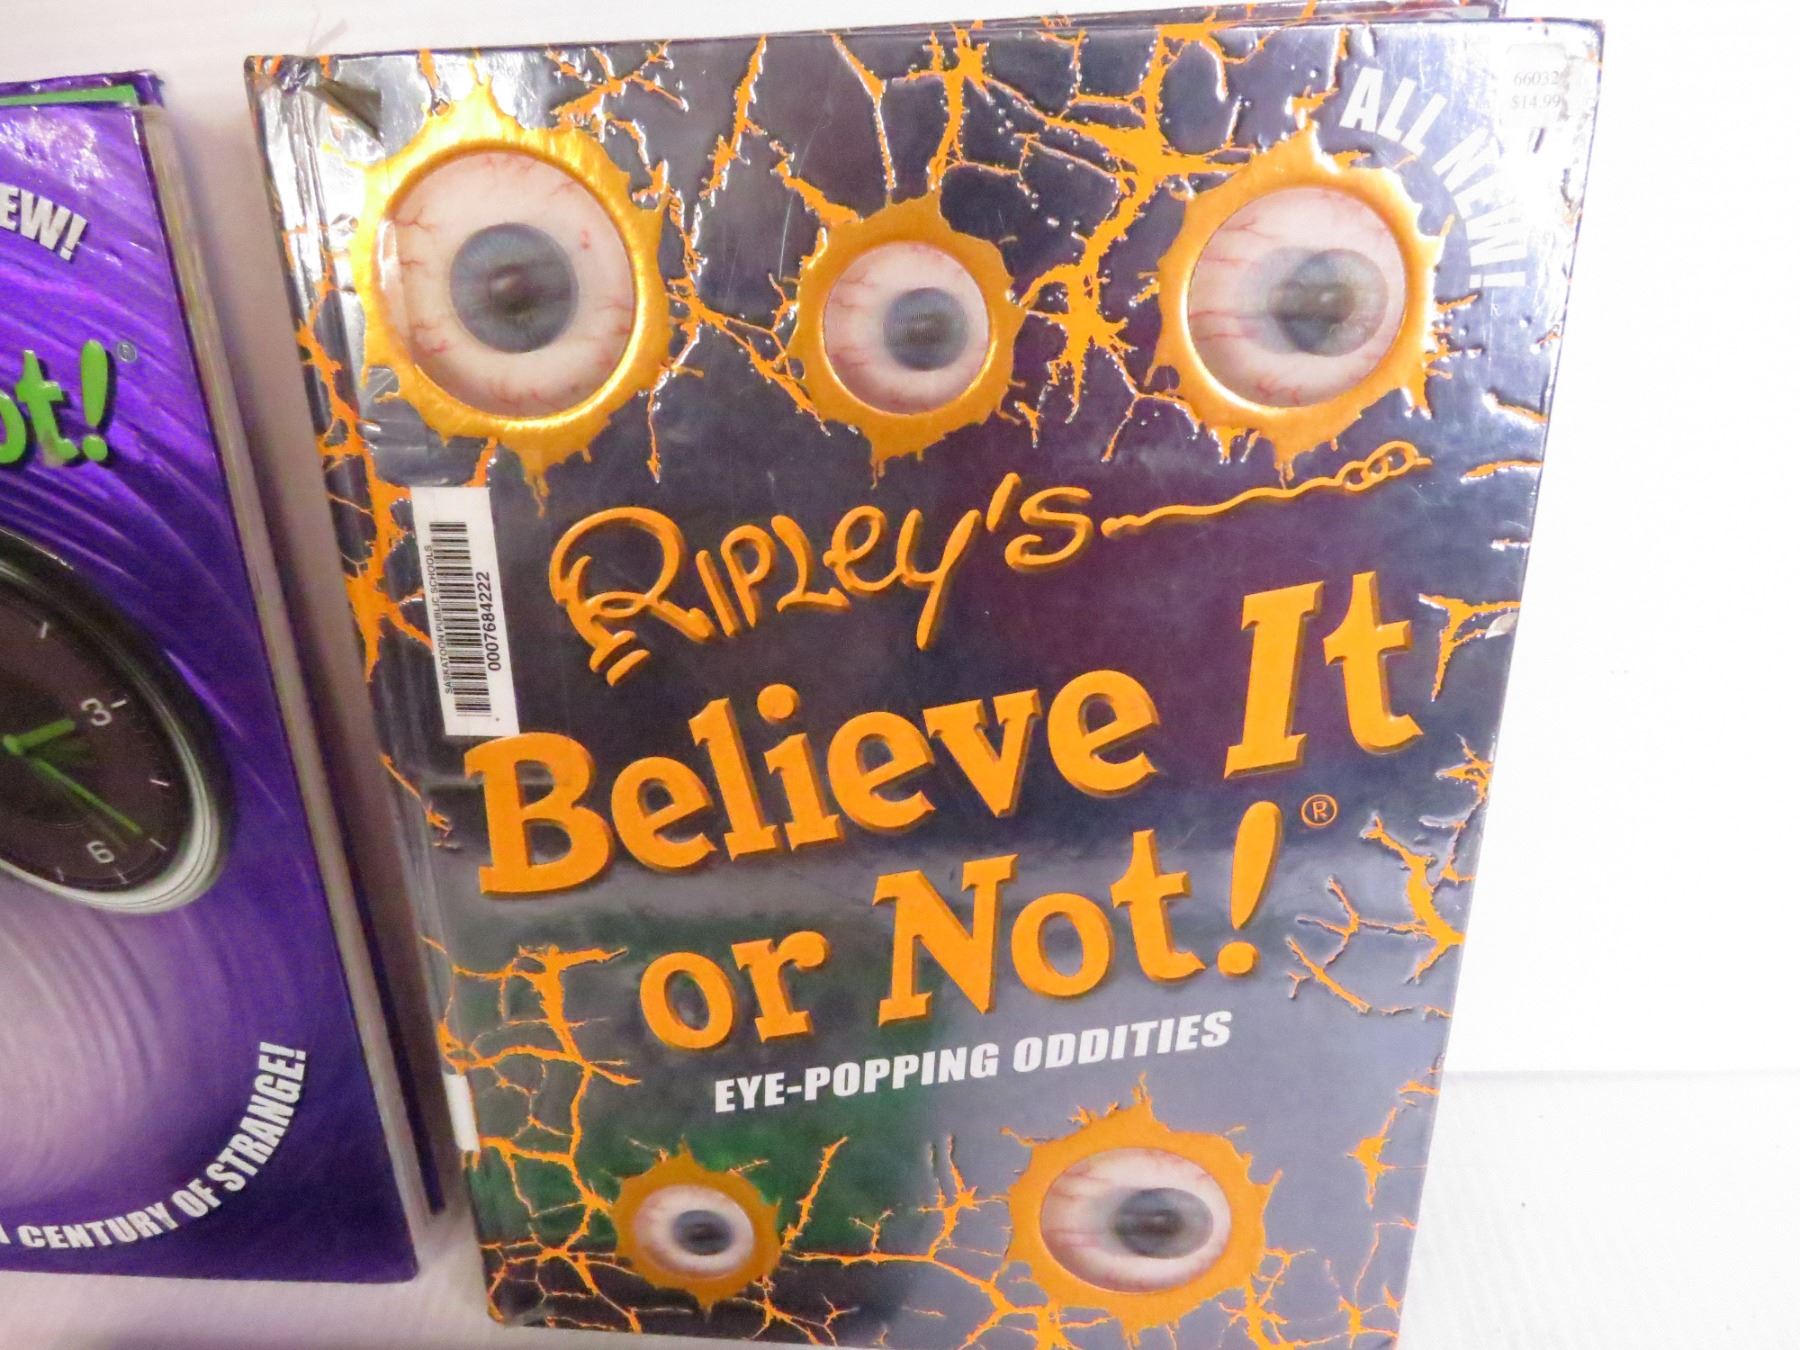 EW!
ot!®
3
6
A CENTURY OF STRANGE!
66032
$14.99
ALL NEW!
SASKATOON PUBLIC SCHOOLS
0007684222
RIPLEY'S
Believe It
or Not!®
EYE-POPPING ODDITIES